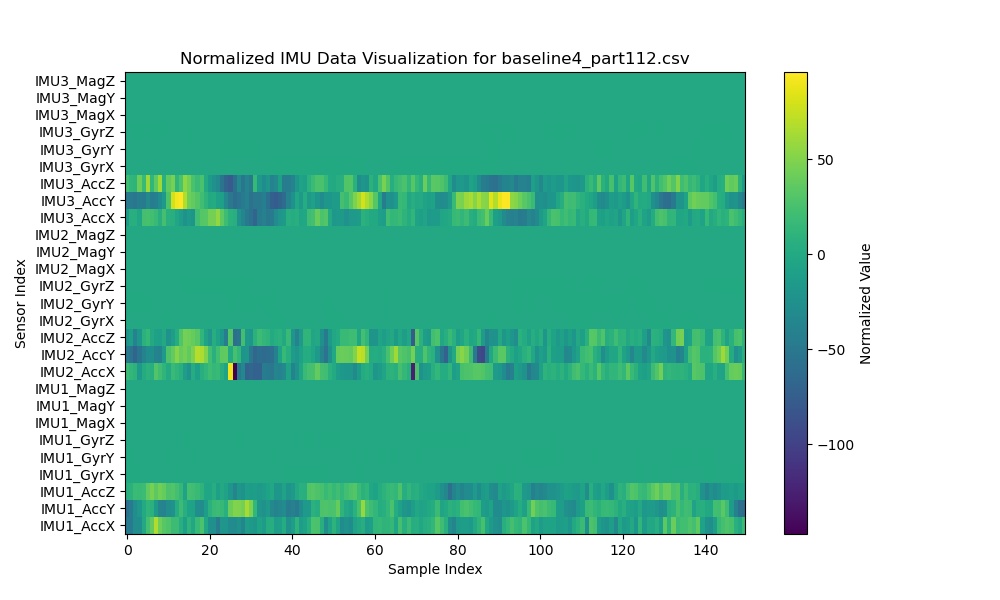 Normalized IMU Data Visualization for baseline4_part112.csv
IMU3_MagZ
IMU3_MagY
IMU3_MagX
IMU3_GyrZ
IMU3_GyrY
IMU3_GyrX
IMU3_AccZ
IMU3_AccY
IMU3_AccX
IMU2_MagZ
IMU2_MagY
IMU2_MagX
IMU2_GyrZ
IMU2_GyrY
IMU2_GyrX
IMU2_AccZ
IMU2_AccY
IMU2_AccX
IMU1_MagZ
IMU1_MagY
IMU1_MagX
IMU1_GyrZ
IMU1_GyrY
IMU1_GyrX
IMU1_AccZ
IMU1_AccY
IMU1_AccX
Sensor Index
0 20 40 60 80 100 120 140
Sample Index
50
0
−50
−100
Normalized Value